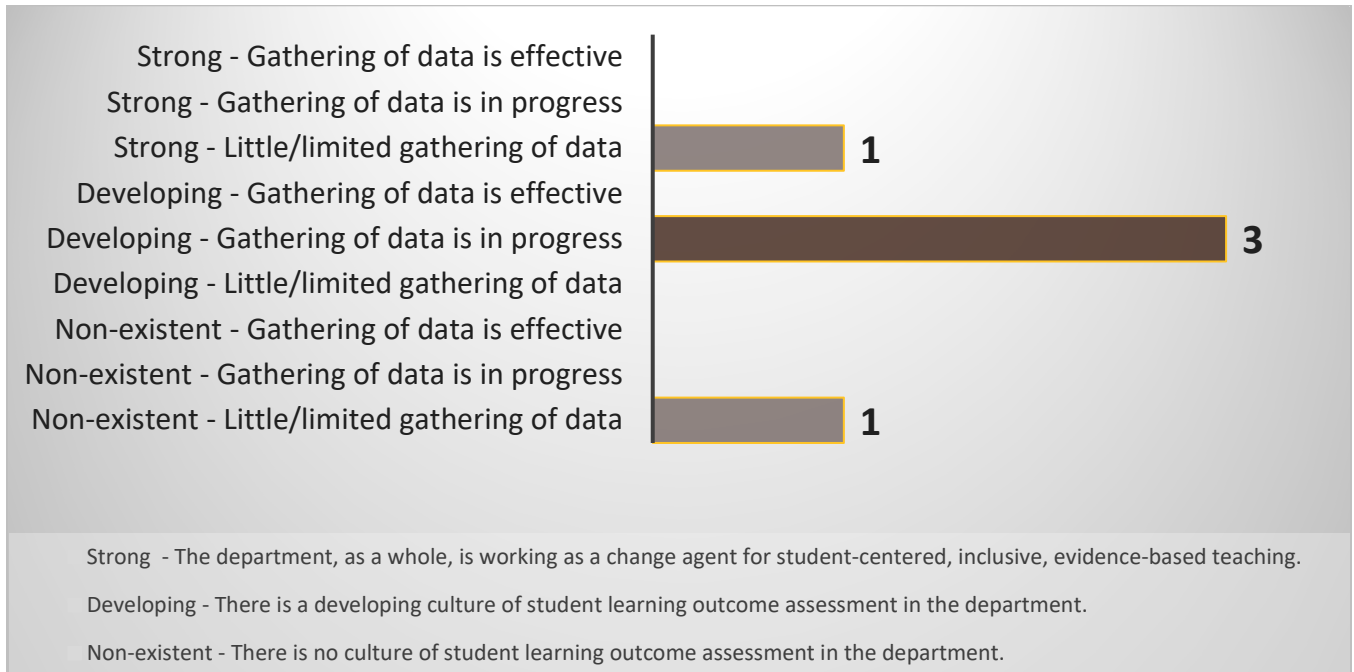 Strong - Gathering of data is effective
Strong - Gathering of data is in progress
Strong - Little/limited gathering of data
1
Developing - Gathering of data is effective
Developing - Gathering of data is in progress
3
Developing - Little/limited gathering of data
Non-existent - Gathering of data is effective
Non-existent - Gathering of data is in progress
Non-existent - Little/limited gathering of data
1
Strong - The department, as a whole, is working as a change agent for student-centered, inclusive, evidence-based teaching.
Developing - There is a developing culture of student learning outcome assessment in the department.
Non-existent - There is no culture of student learning outcome assessment in the department.